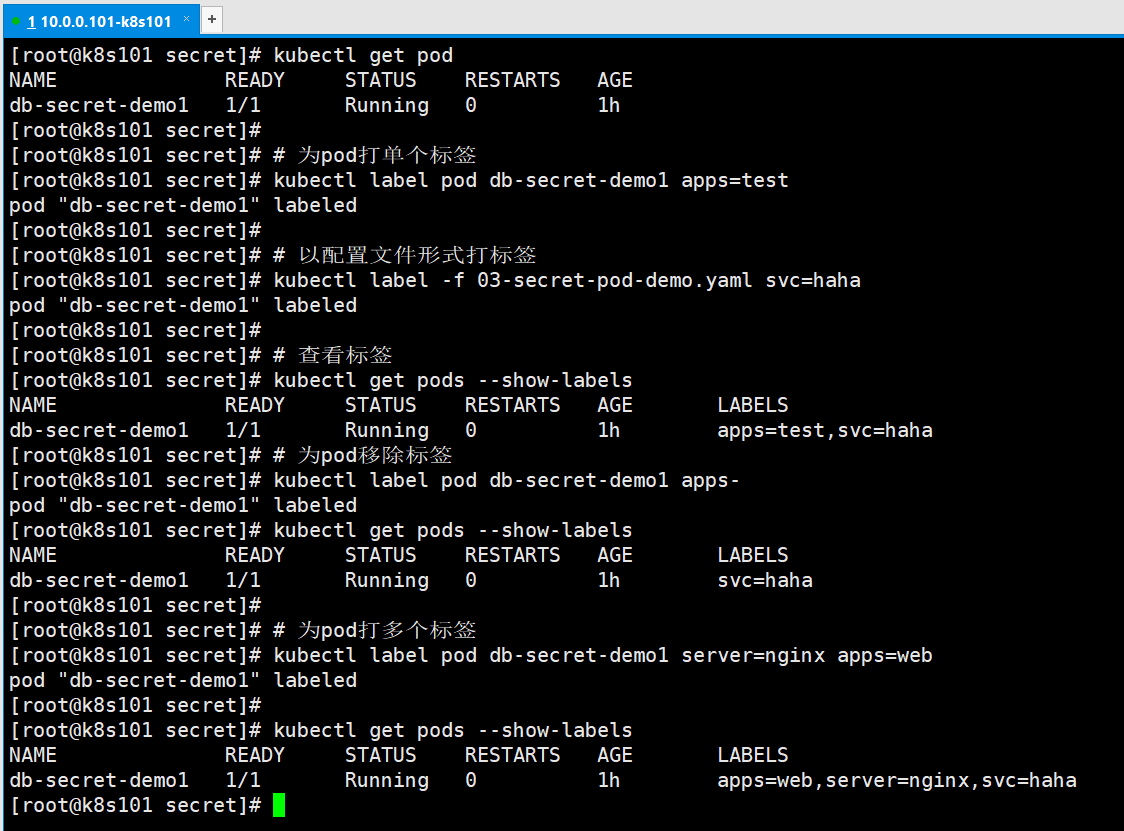 1 10.0.0.101-k8s101 × +
[root@k8s101 secret]# kubectl get pod
NAME READY STATUS RESTARTS AGE
db-secret-demo1 1/1 Running 0 1h
[root@k8s101 secret]#
[root@k8s101 secret]# # 为pod打单个标签
[root@k8s101 secret]# kubectl label pod db-secret-demo1 apps=test
pod "db-secret-demo1" labeled
[root@k8s101 secret]#
[root@k8s101 secret]# # 以配置文件形式打标签
[root@k8s101 secret]# kubectl label -f 03-secret-pod-demo.yaml svc=haha
pod "db-secret-demo1" labeled
[root@k8s101 secret]#
[root@k8s101 secret]# # 查看标签
[root@k8s101 secret]# kubectl get pods --show-labels
NAME READY STATUS RESTARTS AGE LABELS
db-secret-demo1 1/1 Running 0 1h apps=test,svc=haha
[root@k8s101 secret]# # 为pod移除标签
[root@k8s101 secret]# kubectl label pod db-secret-demo1 apps-
pod "db-secret-demo1" labeled
[root@k8s101 secret]# kubectl get pods --show-labels
NAME READY STATUS RESTARTS AGE LABELS
db-secret-demo1 1/1 Running 0 1h svc=haha
[root@k8s101 secret]#
[root@k8s101 secret]# # 为pod打多个标签
[root@k8s101 secret]# kubectl label pod db-secret-demo1 server=nginx apps=web
pod "db-secret-demo1" labeled
[root@k8s101 secret]#
[root@k8s101 secret]# kubectl get pods --show-labels
NAME READY STATUS RESTARTS AGE LABELS
db-secret-demo1 1/1 Running 0 1h apps=web,server=nginx,svc=haha
[root@k8s101 secret]#